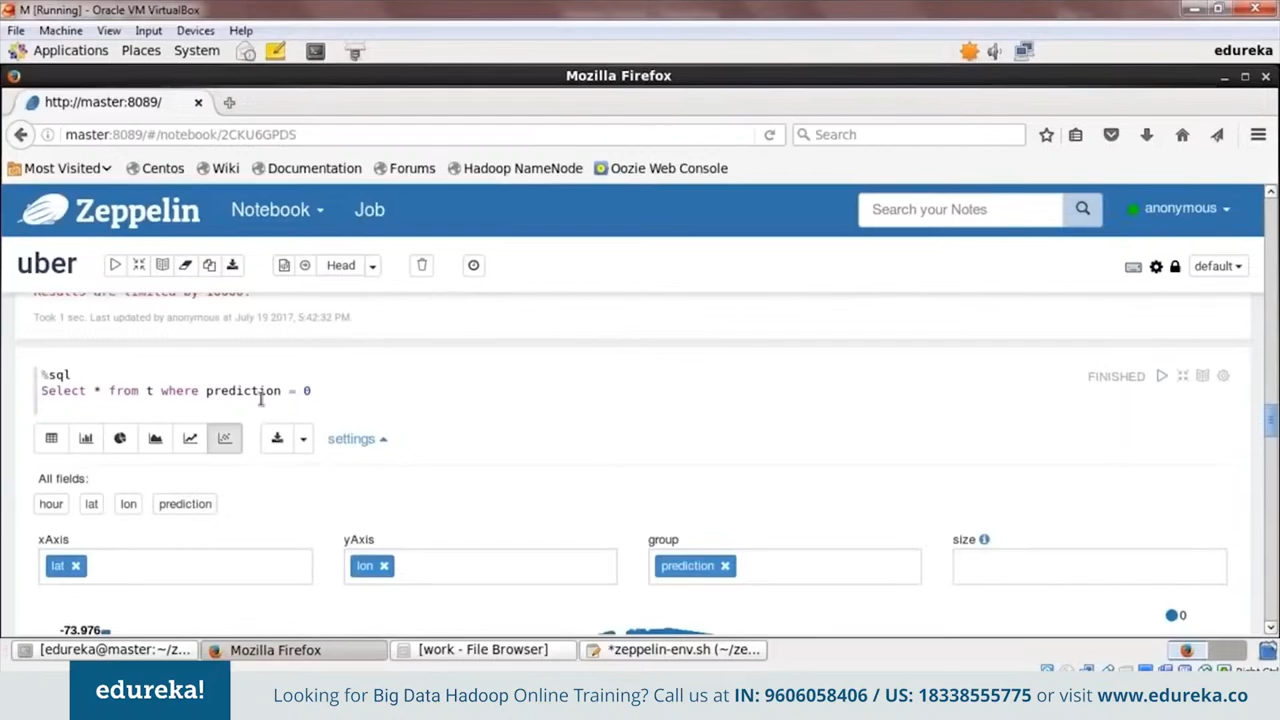 M [Running] - Oracle VM VirtualBox
File Machine View Input Devices Help
Applications Places System edureka
Mozilla Firefox
http://master:8089/
master:8089/#/notebook/2CKU6GPDS Search
Most Visited Centos Wiki Documentation Forums Hadoop NameNode Oozie Web Console
Zeppelin Notebook Job Search your Notes anonymous
uber Head default
Results are limited by 10000.
Took 1 sec. Last updated by anonymous at July 19 2017, 5:42:32 PM.
%sql FINISHED
Select * from t where prediction = 0
settings
All fields:
hour lat lon prediction
xAxis yAxis group size
lat lon prediction
0
-73.976
[edureka@master:~/z... Mozilla Firefox [work - File Browser] *zeppelin-env.sh (~/ze...
edureka! Looking for Big Data Hadoop Online Training? Call us at IN: 9606058406 / US: 18338555775 or visit www.edureka.co